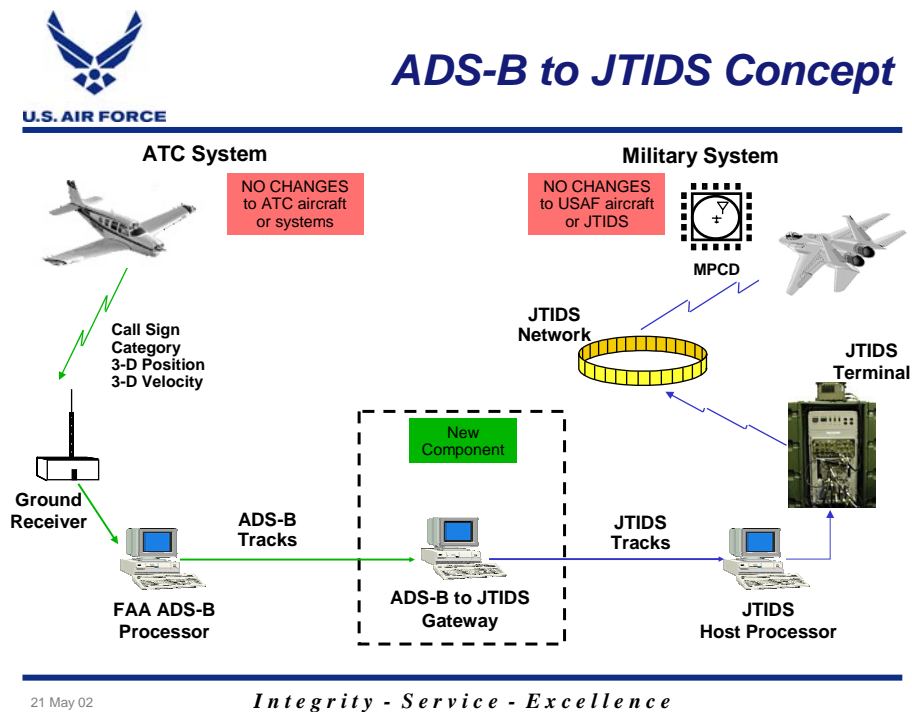 U.S. AIR FORCE
ADS-B to JTIDS Concept
ATC System
NO CHANGES
to ATC aircraft
or systems
Military System
NO CHANGES
to USAF aircraft
or JTIDS
MPCD
Call Sign
Category
3-D Position
3-D Velocity
JTIDS
Network
JTIDS
Terminal
New
Component
Ground
Receiver
ADS-B
Tracks
JTIDS
Tracks
FAA ADS-B
Processor
ADS-B to JTIDS
Gateway
JTIDS
Host Processor
21 May 02
Integrity - Service - Excellence